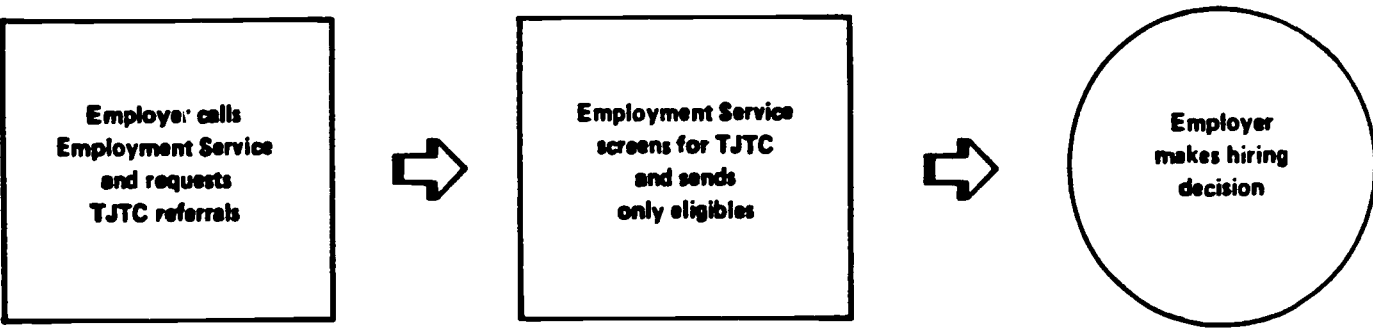 Employer calls
Employment Service
and requests
TJTC referrals
Employment Service
screens for TJTC
and sends
only eligibles
Employer
makes hiring
decision